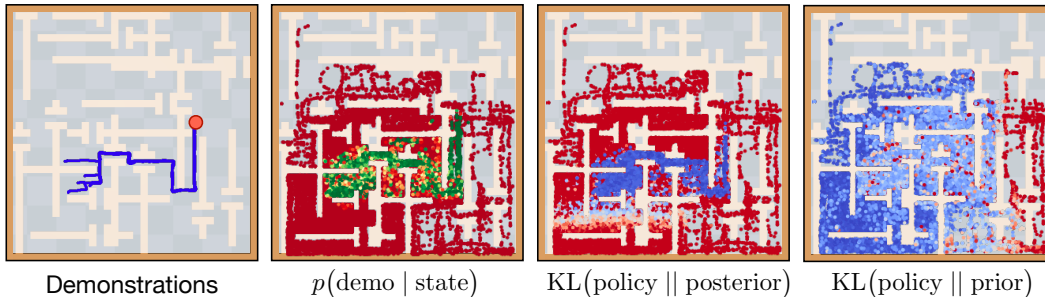 Demonstrations
p(demo | state)
KL(policy || posterior)
KL(policy || prior)